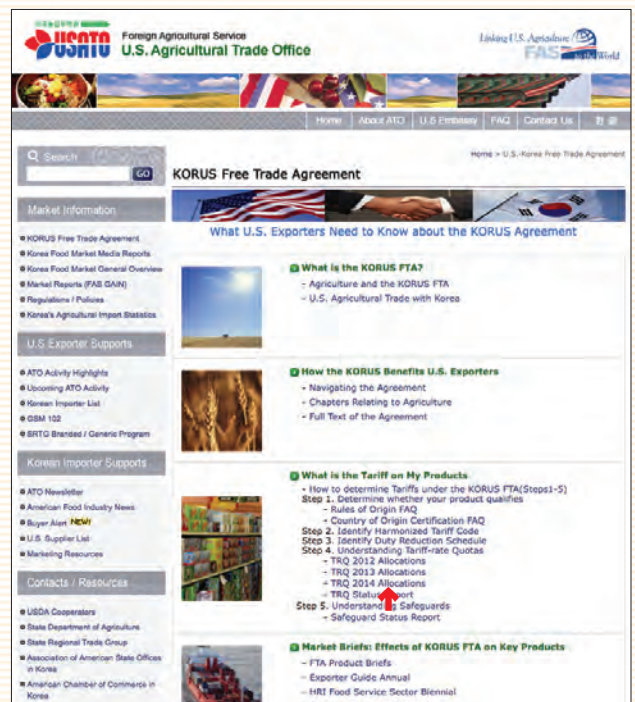 USATO
Foreign Agricultural Service
U.S. Agricultural Trade Office
Linking U.S. Agriculture
FAS to the World
Home About ATO U.S Embassy FAQ Contact Us 한글
Search
GO
Home > U.S.-Korea Free Trade Agreement
KORUS Free Trade Agreement
What U.S. Exporters Need to Know about the KORUS Agreement
Market Information
KORUS Free Trade Agreement
Korea Food Market Media Reports
Korea Food Market General Overview
Market Reports (FAS GAIN)
Regulations / Policies
Korea's Agricultural Import Statistics
U.S Exporter Supports
ATO Activity Highlights
Upcoming ATO Activity
Korean Importer List
GSM 102
SRTG Branded / Generic Program
Korean Importer Supports
ATO Newsletter
American Food Industry News
Buyer Alert NEW!
U.S. Supplier List
Marketing Resources
Contacts / Resources
USDA Cooperators
State Department of Agriculture
State Regional Trade Group
Association of American State Offices
in Korea
American Chamber of Commerce in
Korea
What is the KORUS FTA?
- Agriculture and the KORUS FTA
- U.S. Agricultural Trade with Korea
How the KORUS Benefits U.S. Exporters
- Navigating the Agreement
- Chapters Relating to Agriculture
- Full Text of the Agreement
What is the Tariff on My Products
- How to determine Tariffs under the KORUS FTA(Steps1-5)
Step 1. Determine whether your product qualifies
- Rules of Origin FAQ
- Country of Origin Certification FAQ
Step 2. Identify Harmonized Tariff Code
Step 3. Identify Duty Reduction Schedule
Step 4. Understanding Tariff-rate Quotas
- TRQ 2012 Allocations
- TRQ 2013 Allocations
- TRQ 2014 Allocations
- TRQ Status Report
Step 5. Understanding Safeguards
- Safeguard Status Report
Market Briefs: Effects of KORUS FTA on Key Products
- FTA Product Briefs
- Exporter Guide Annual
- HRI Food Service Sector Biennial